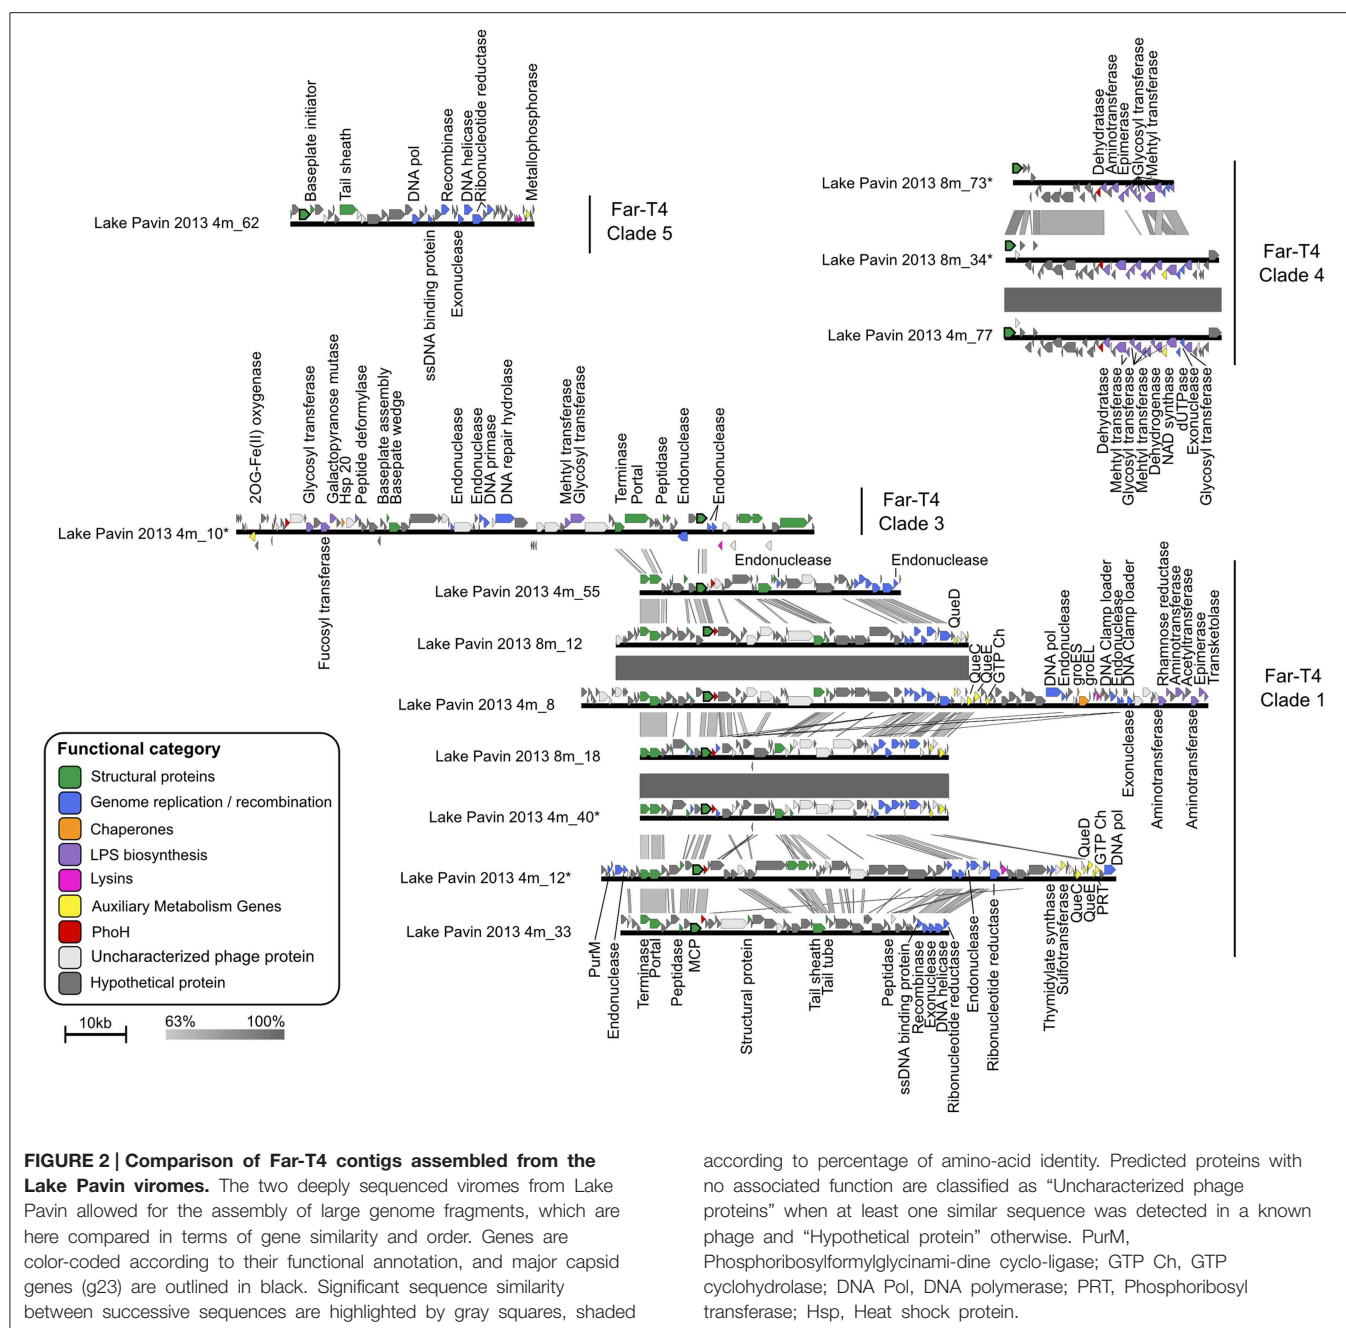 Baseplate initiator
Tail sheath
DNA pol
Recombinase
DNA helicase
Ribonucleotide reductase
Metallophosphorase
Lake Pavin 2013 4m_62
ssDNA binding protein
Exonuclease
Far-T4
Clade 5
Dehydratase
Aminotransferase
Epimerase
Glycosyl transferase
Mehtyl transferase
Lake Pavin 2013 8m_73*
Lake Pavin 2013 8m_34*
Lake Pavin 2013 4m_77
Far-T4
Clade 4
Dehydratase
Mehtyl transferase
Glycosyl transferase
Mehtyl transferase
Dehydrogenase
NAD synthase
dUTPase
Exonuclease
Glycosyl transferase
2OG-Fe(II) oxygenase
Glycosyl transferase
Galactopyranose mutase
Hsp 20
Peptide deformylase
Baseplate assembly
Basepate wedge
Endonuclease
Endonuclease
DNA primase
DNA repair hydrolase
Mehtyl transferase
Glycosyl transferase
Terminase
Portal
Peptidase
Endonuclease
Endonuclease
Lake Pavin 2013 4m_10*
Fucosyl transferase
Far-T4
Clade 3
Endonuclease
Endonuclease
Lake Pavin 2013 4m_55
QueD
Lake Pavin 2013 8m_12
QueC
QueE
GTP Ch
DNA pol
Endonuclease
groES
groEL
DNA Clamp loader
Endonuclease
DNA Clamp loader
Rhamnose reductase
Aminotransferase
Acetyltransferase
Epimerase
Transketolase
Lake Pavin 2013 4m_8
Exonuclease
Aminotransferase
Aminotransferase
Far-T4
Clade 1
Lake Pavin 2013 8m_18
Lake Pavin 2013 4m_40*
QueD
GTP Ch
DNA pol
Lake Pavin 2013 4m_12*
PurM
Endonuclease
Endonuclease
Ribonucleotide reductase
Thymidylate synthase
Sulfotransferase
QueC
QueE
PRT
Lake Pavin 2013 4m_33
Terminase
Portal
Peptidase
MCP
Structural protein
Tail sheath
Tail tube
Peptidase
ssDNA binding protein
Recombinase
Exonuclease
DNA helicase
Ribonucleotide reductase
Functional category
Structural proteins
Genome replication / recombination
Chaperones
LPS biosynthesis
Lysins
Auxiliary Metabolism Genes
PhoH
Uncharacterized phage protein
Hypothetical protein
10kb
63%
100%
FIGURE 2 | Comparison of Far-T4 contigs assembled from the
Lake Pavin viromes. The two deeply sequenced viromes from Lake
Pavin allowed for the assembly of large genome fragments, which are
here compared in terms of gene similarity and order. Genes are
color-coded according to their functional annotation, and major capsid
genes (g23) are outlined in black. Significant sequence similarity
between successive sequences are highlighted by gray squares, shaded
according to percentage of amino-acid identity. Predicted proteins with
no associated function are classified as “Uncharacterized phage
proteins” when at least one similar sequence was detected in a known
phage and “Hypothetical protein” otherwise. PurM,
Phosphoribosylformylglycinami-dine cyclo-ligase; GTP Ch, GTP
cyclohydrolase; DNA Pol, DNA polymerase; PRT, Phosphoribosyl
transferase; Hsp, Heat shock protein.